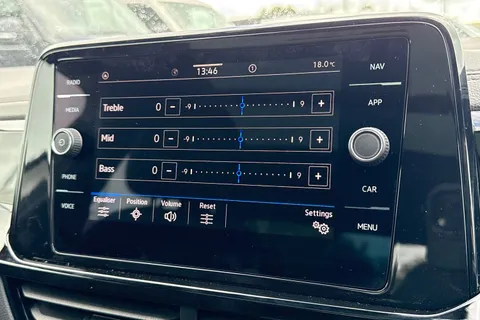 13:46 18.0°C
RADIO
MEDIA
PHONE
VOICE
Treble 0 - -9 9 +
Mid 0 - -9 9 +
Bass 0 - -9 9 +
Equaliser Position Volume Reset Settings
NAV
APP
CAR
MENU